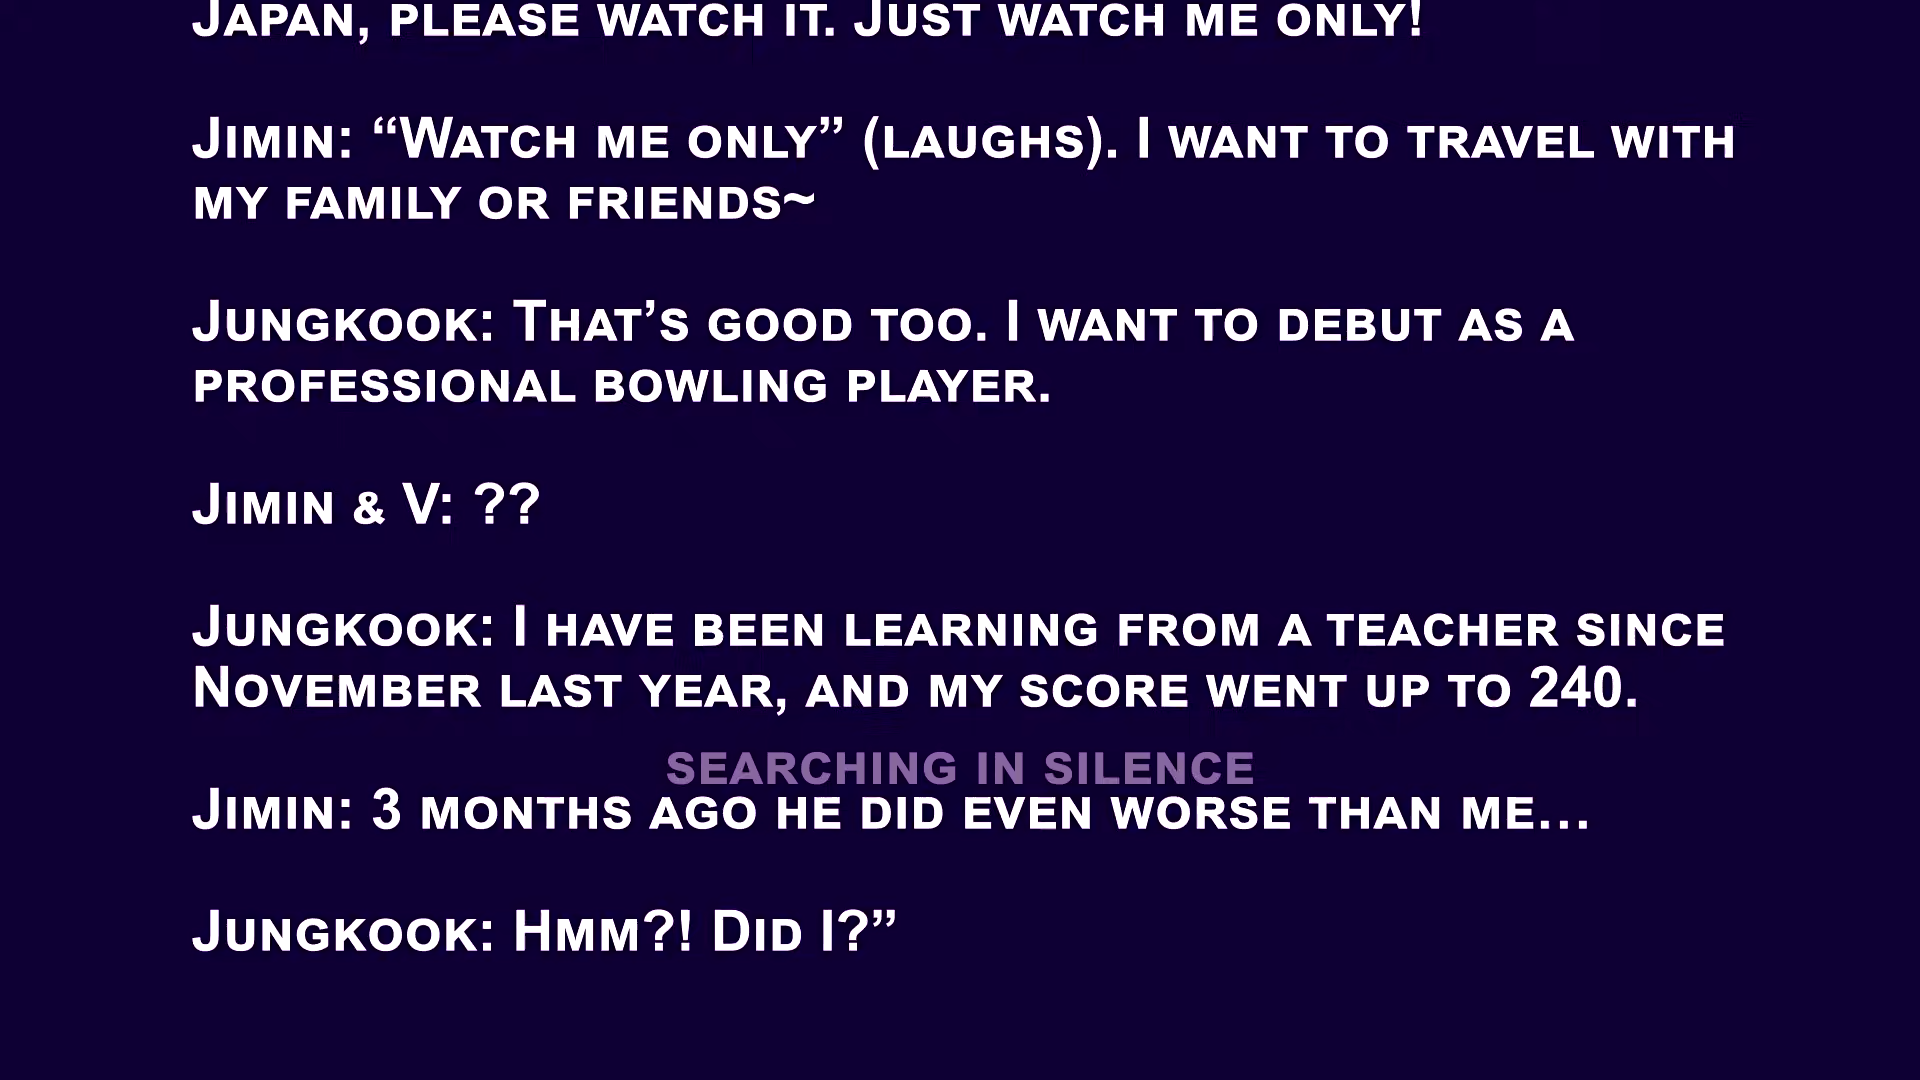 Japan, please watch it. Just watch me only!
Jimin: “Watch me only” (laughs). I want to travel with
my family or friends~
Jungkook: That’s good too. I want to debut as a
professional bowling player.
Jimin & V: ??
Jungkook: I have been learning from a teacher since
November last year, and my score went up to 240.
SEARCHING IN SILENCE
Jimin: 3 months ago he did even worse than me…
Jungkook: Hmm?! Did I?”